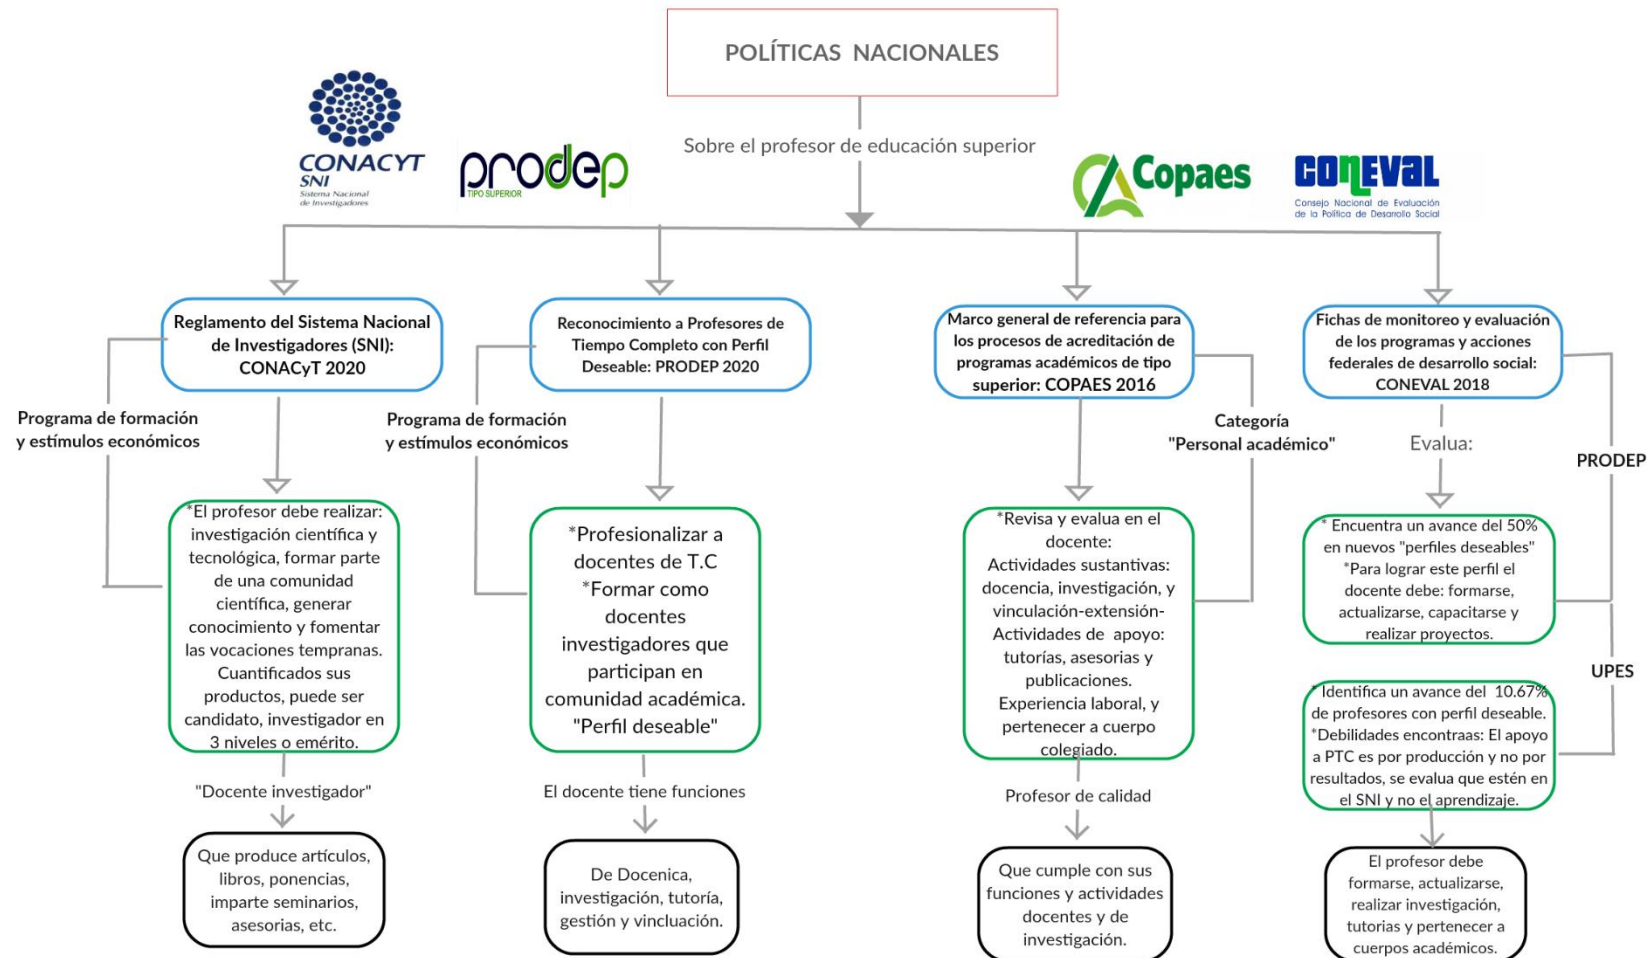 POLÍTICAS NACIONALES
Sobre el profesor de educación superior
CONACYT
SNI
Sistema Nacional
de Investigadores
prodep
TIPO SUPERIOR
Copaes
CONEVAL
Consejo Nacional de Evaluación
de la Política de Desarrollo Social
Reglamento del Sistema Nacional
de Investigadores (SNI):
CONACyT 2020
Programa de formación
y estímulos económicos
*El profesor debe realizar:
investigación científica y
tecnológica, formar parte
de una comunidad
científica, generar
conocimiento y fomentar
las vocaciones tempranas.
Cuantificados sus
productos, puede ser
candidato, investigador en
3 niveles o emérito.
"Docente investigador"
Que produce artículos,
libros, ponencias,
imparte seminarios,
asesorias, etc.
Reconocimiento a Profesores de
Tiempo Completo con Perfil
Deseable: PRODEP 2020
Programa de formación
y estímulos económicos
*Profesionalizar a
docentes de T.C
*Formar como
docentes
investigadores que
participan en
comunidad académica.
"Perfil deseable"
El docente tiene funciones
De Docenica,
investigación, tutoría,
gestión y vincluación.
Marco general de referencia para
los procesos de acreditación de
programas académicos de tipo
superior: COPAES 2016
Categoría
"Personal académico"
*Revisa y evalua en el
docente:
Actividades sustantivas:
docencia, investigación, y
vinculación-extensión-
Actividades de apoyo:
tutorías, asesorias y
publicaciones.
Experiencia laboral, y
pertenecer a cuerpo
colegiado.
Profesor de calidad
Que cumple con sus
funciones y actividades
docentes y de
investigación.
Fichas de monitoreo y evaluación
de los programas y acciones
federales de desarrollo social:
CONEVAL 2018
Evalua:
PRODEP
* Encuentra un avance del 50%
en nuevos "perfiles deseables"
*Para lograr este perfil el
docente debe: formarse,
actualizarse, capacitarse y
realizar proyectos.
UPES
* Identifica un avance del 10.67%
de profesores con perfil deseable.
*Debilidades encontraas: El apoyo
a PTC es por producción y no por
resultados, se evalua que estén en
el SNI y no el aprendizaje.
El profesor debe
formarse, actualizarse,
realizar investigación,
tutorias y pertenecer a
cuerpos académicos.